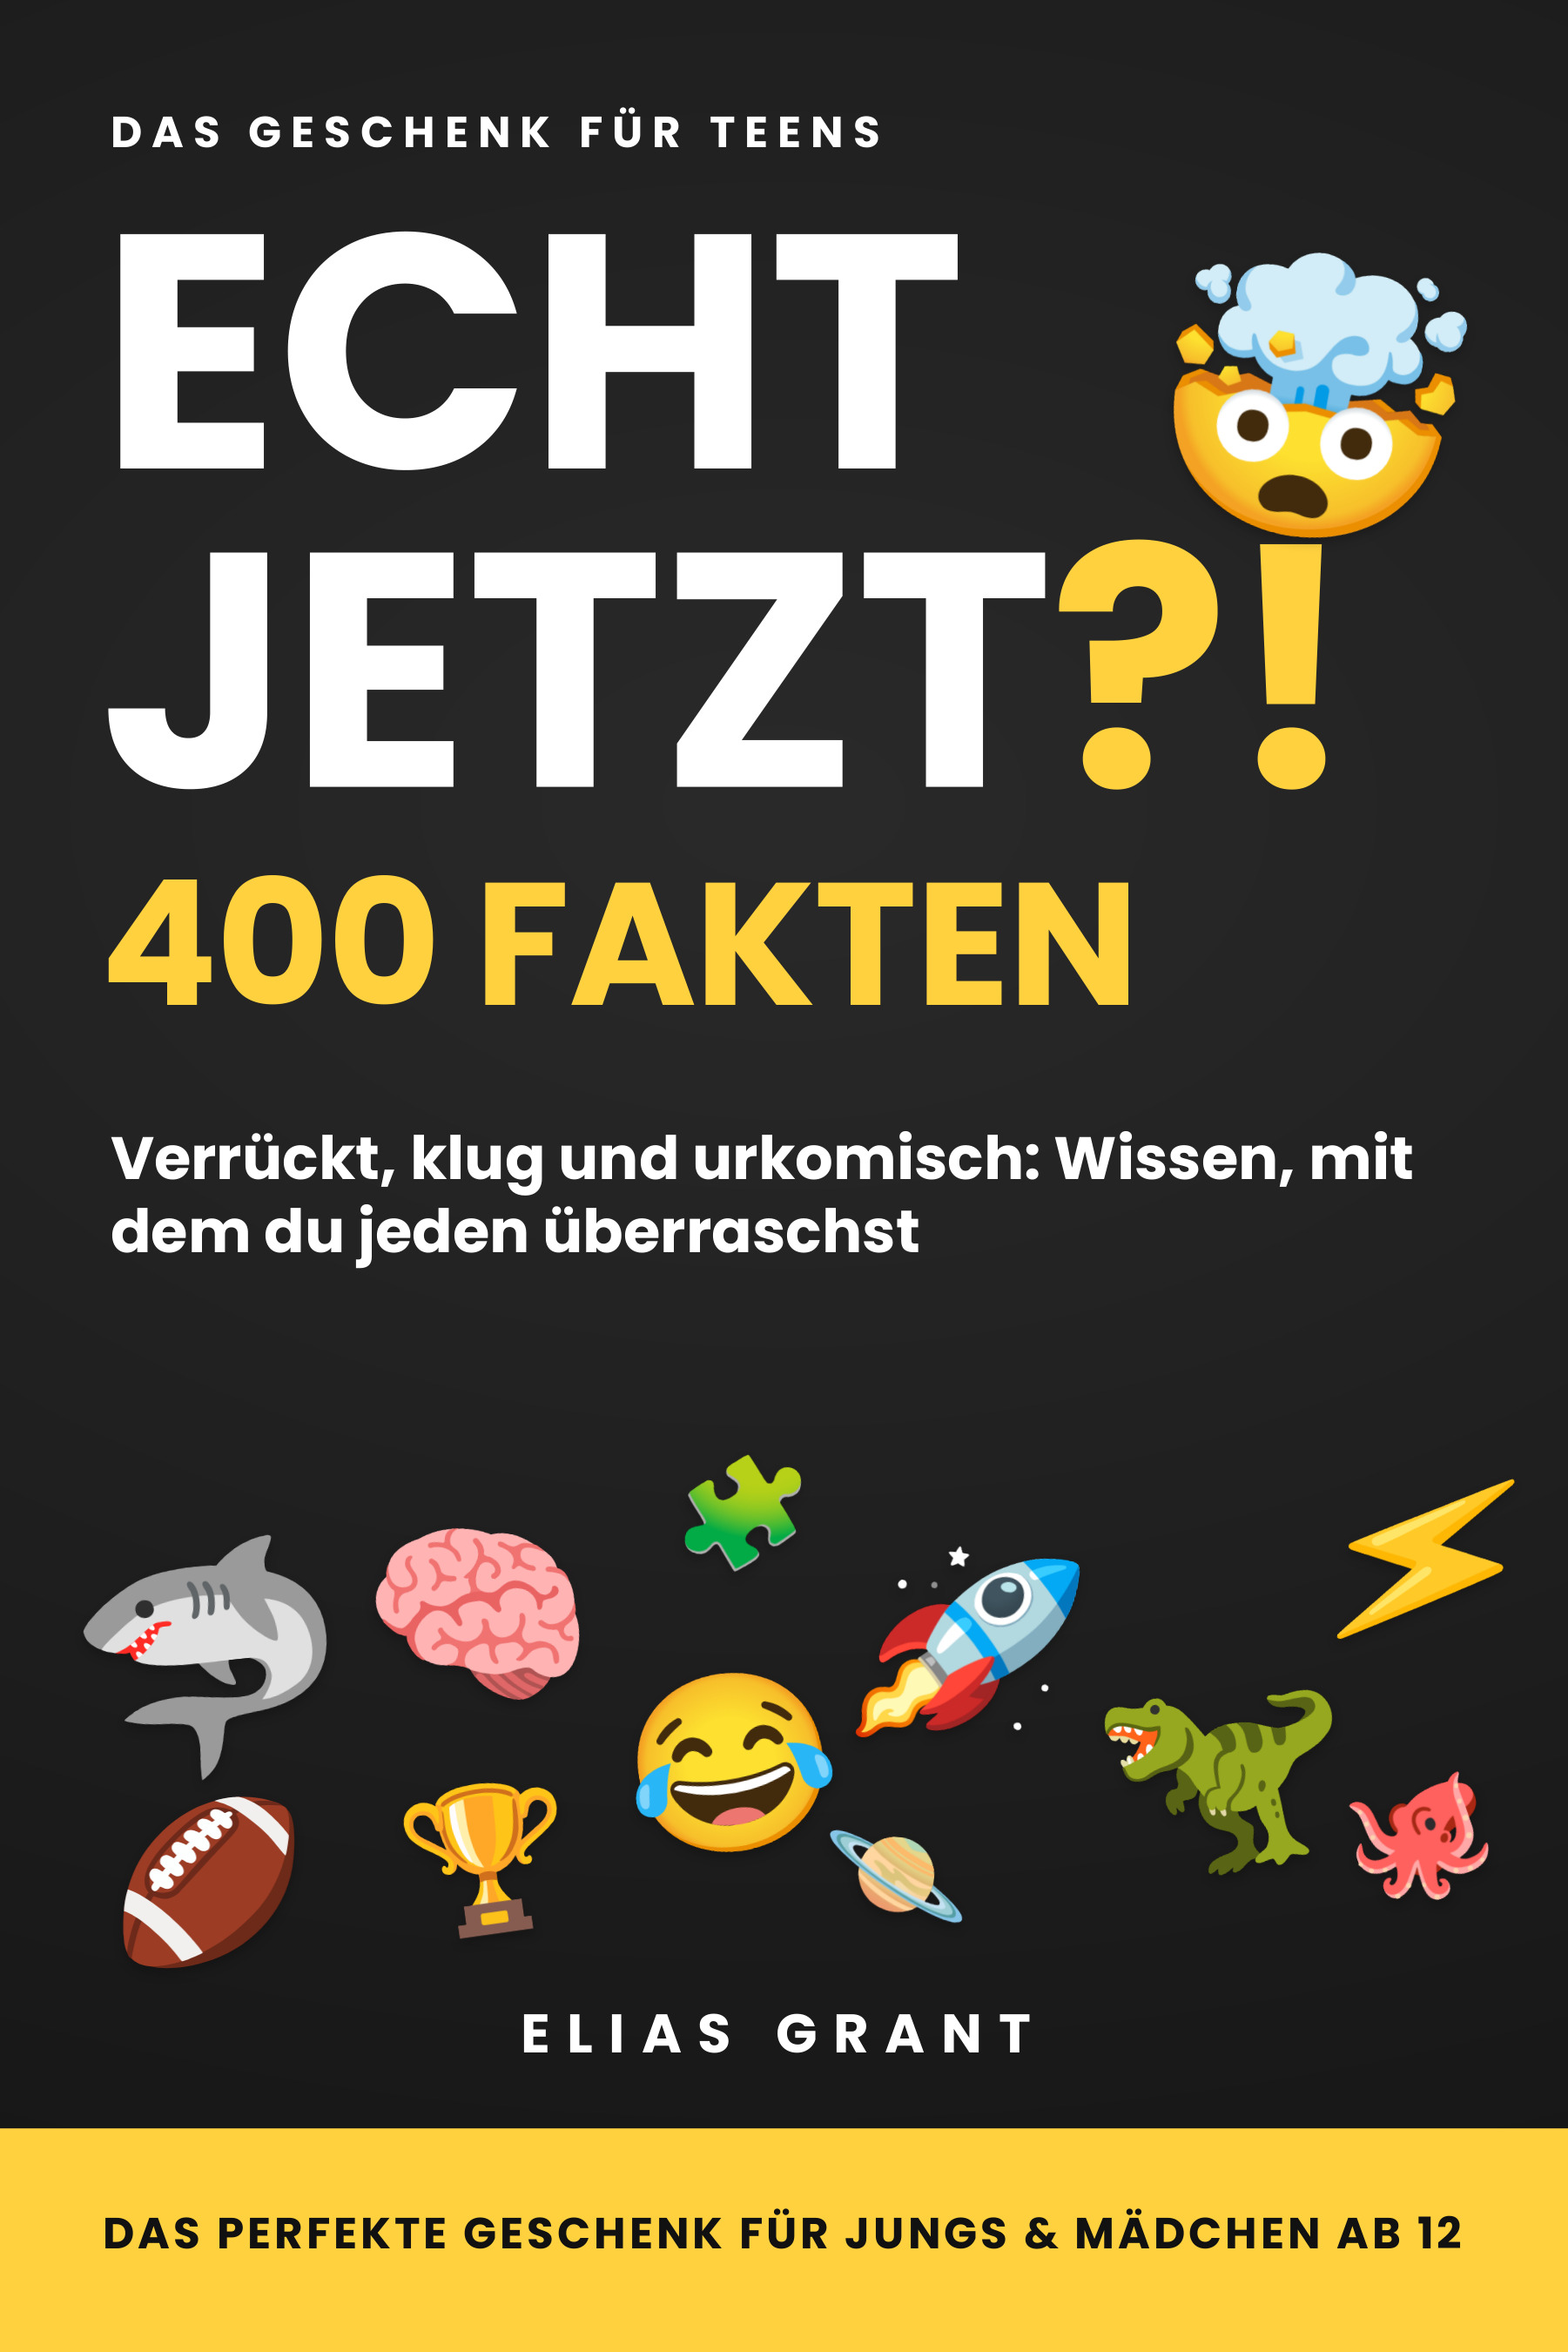 DAS GESCHENK FÜR TEENS
ECHT
JETZT?!
400 FAKTEN
Verrückt, klug und urkomisch: Wissen, mit
dem du jeden überraschst
ELIAS GRANT
DAS PERFEKTE GESCHENK FÜR JUNGS & MÄDCHEN AB 12